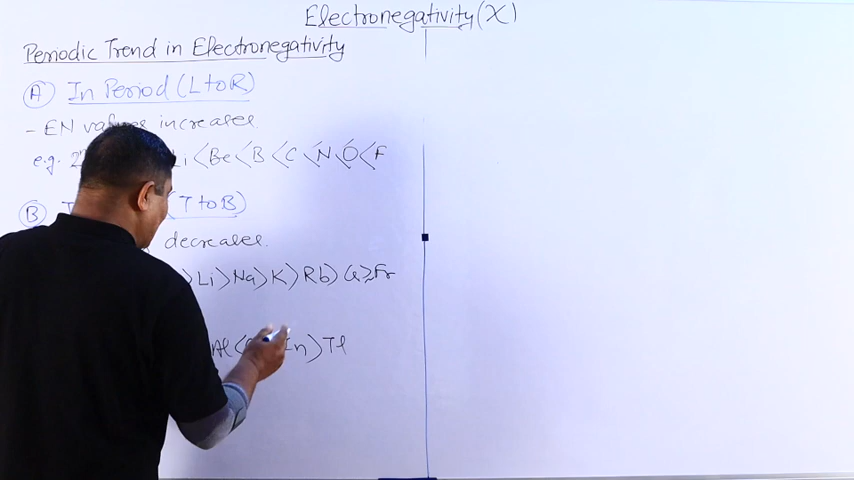 Electronegativity (X)
Periodic Trend in Electronegativity
(A) In Period (L to R)
- EN values increases.
e.g. Li < Be < B < C < N < O < F
(B) (T to B)
decreases.
> Li > Na > K > Rb > Cs ≥ Fr
Al < In > Tl